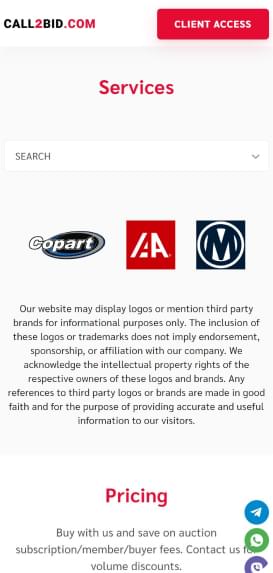 CALL2BID.COM
CLIENT ACCESS
Services
SEARCH
Copart
IAA
M
Our website may display logos or mention third party
brands for informational purposes only. The inclusion of
these logos or trademarks does not imply endorsement,
sponsorship, or affiliation with our company. We
acknowledge the intellectual property rights of the
respective owners of these logos and brands. Any
references to third party logos or brands are made in good
faith and for the purpose of providing accurate and useful
information to our visitors.
Pricing
Buy with us and save on auction
subscription/member/buyer fees. Contact us for
volume discounts.